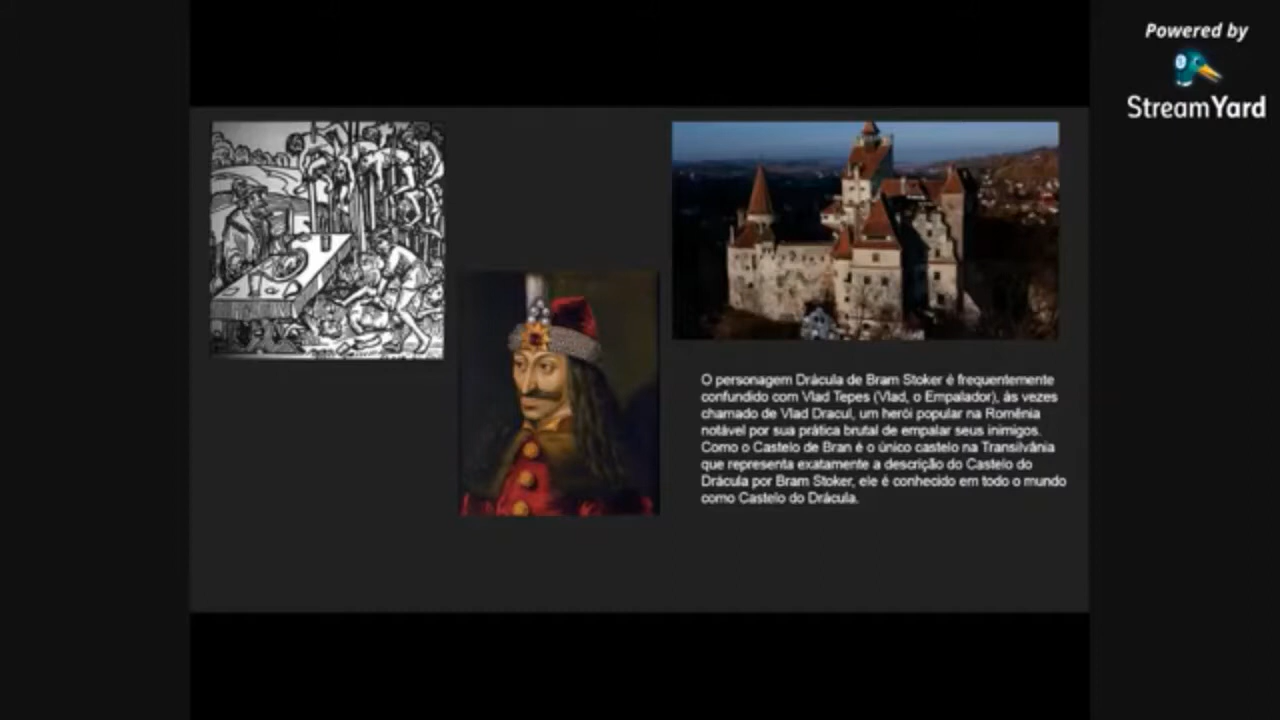 Powered by
StreamYard
O personagem Drácula de Bram Stoker é frequentemente
confundido com Vlad Tepes (Vlad, o Empalador), às vezes
chamado de Vlad Dracul, um herói popular na Romênia
notável por sua prática brutal de empalar seus inimigos.
Como o Castelo de Bran é o único castelo na Transilvânia
que representa exatamente a descrição do Castelo do
Drácula por Bram Stoker, ele é conhecido em todo o mundo
como Castelo do Drácula.